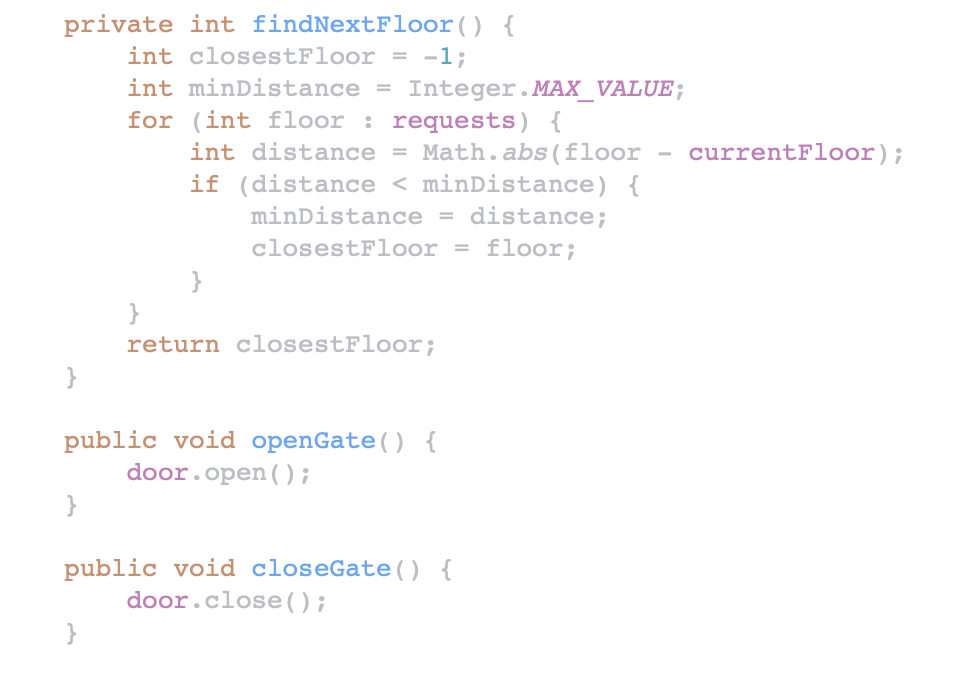 private int findNextFloor() {
    int closestFloor = -1;
    int minDistance = Integer.MAX_VALUE;
    for (int floor : requests) {
        int distance = Math.abs(floor - currentFloor);
        if (distance < minDistance) {
            minDistance = distance;
            closestFloor = floor;
        }
    }
    return closestFloor;
}

public void openGate() {
    door.open();
}

public void closeGate() {
    door.close();
}